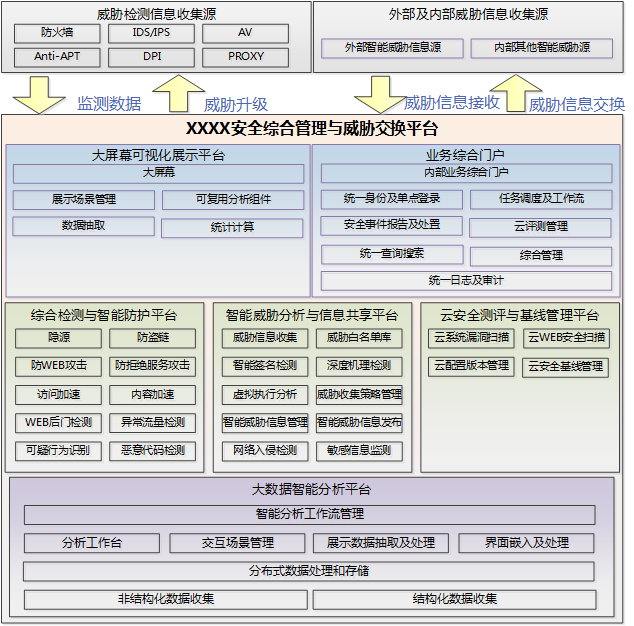 威胁检测信息收集源
防火墙
IDS/IPS
AV
Anti-APT
DPI
PROXY
外部及内部威胁信息收集源
外部智能威胁信息源
内部其他智能威胁源
监测数据
威胁升级
威胁信息接收
威胁信息交换
XXXX安全综合管理与威胁交换平台
大屏幕可视化展示平台
大屏幕
展示场景管理
可复用分析组件
数据抽取
统计计算
业务综合门户
内部业务综合门户
统一身份及单点登录
任务调度及工作流
安全事件报告及处置
云评测管理
统一查询搜索
综合管理
统一日志及审计
综合检测与智能防护平台
隐源
防盗链
防WEB攻击
防拒绝服务攻击
访问加速
内容加速
WEB后门检测
异常流量检测
可疑行为识别
恶意代码检测
智能威胁分析与信息共享平台
威胁信息收集
威胁白名单库
智能签名检测
深度机理检测
虚拟执行分析
威胁收集策略管理
智能威胁信息管理
智能威胁信息发布
网络入侵检测
敏感信息监测
云安全测评与基线管理平台
云系统漏洞扫描
云WEB安全扫描
云配置版本管理
云安全基线管理
大数据智能分析平台
智能分析工作流管理
分析工作台
交互场景管理
展示数据抽取及处理
界面嵌入及处理
分布式数据处理和存储
非结构化数据收集
结构化数据收集